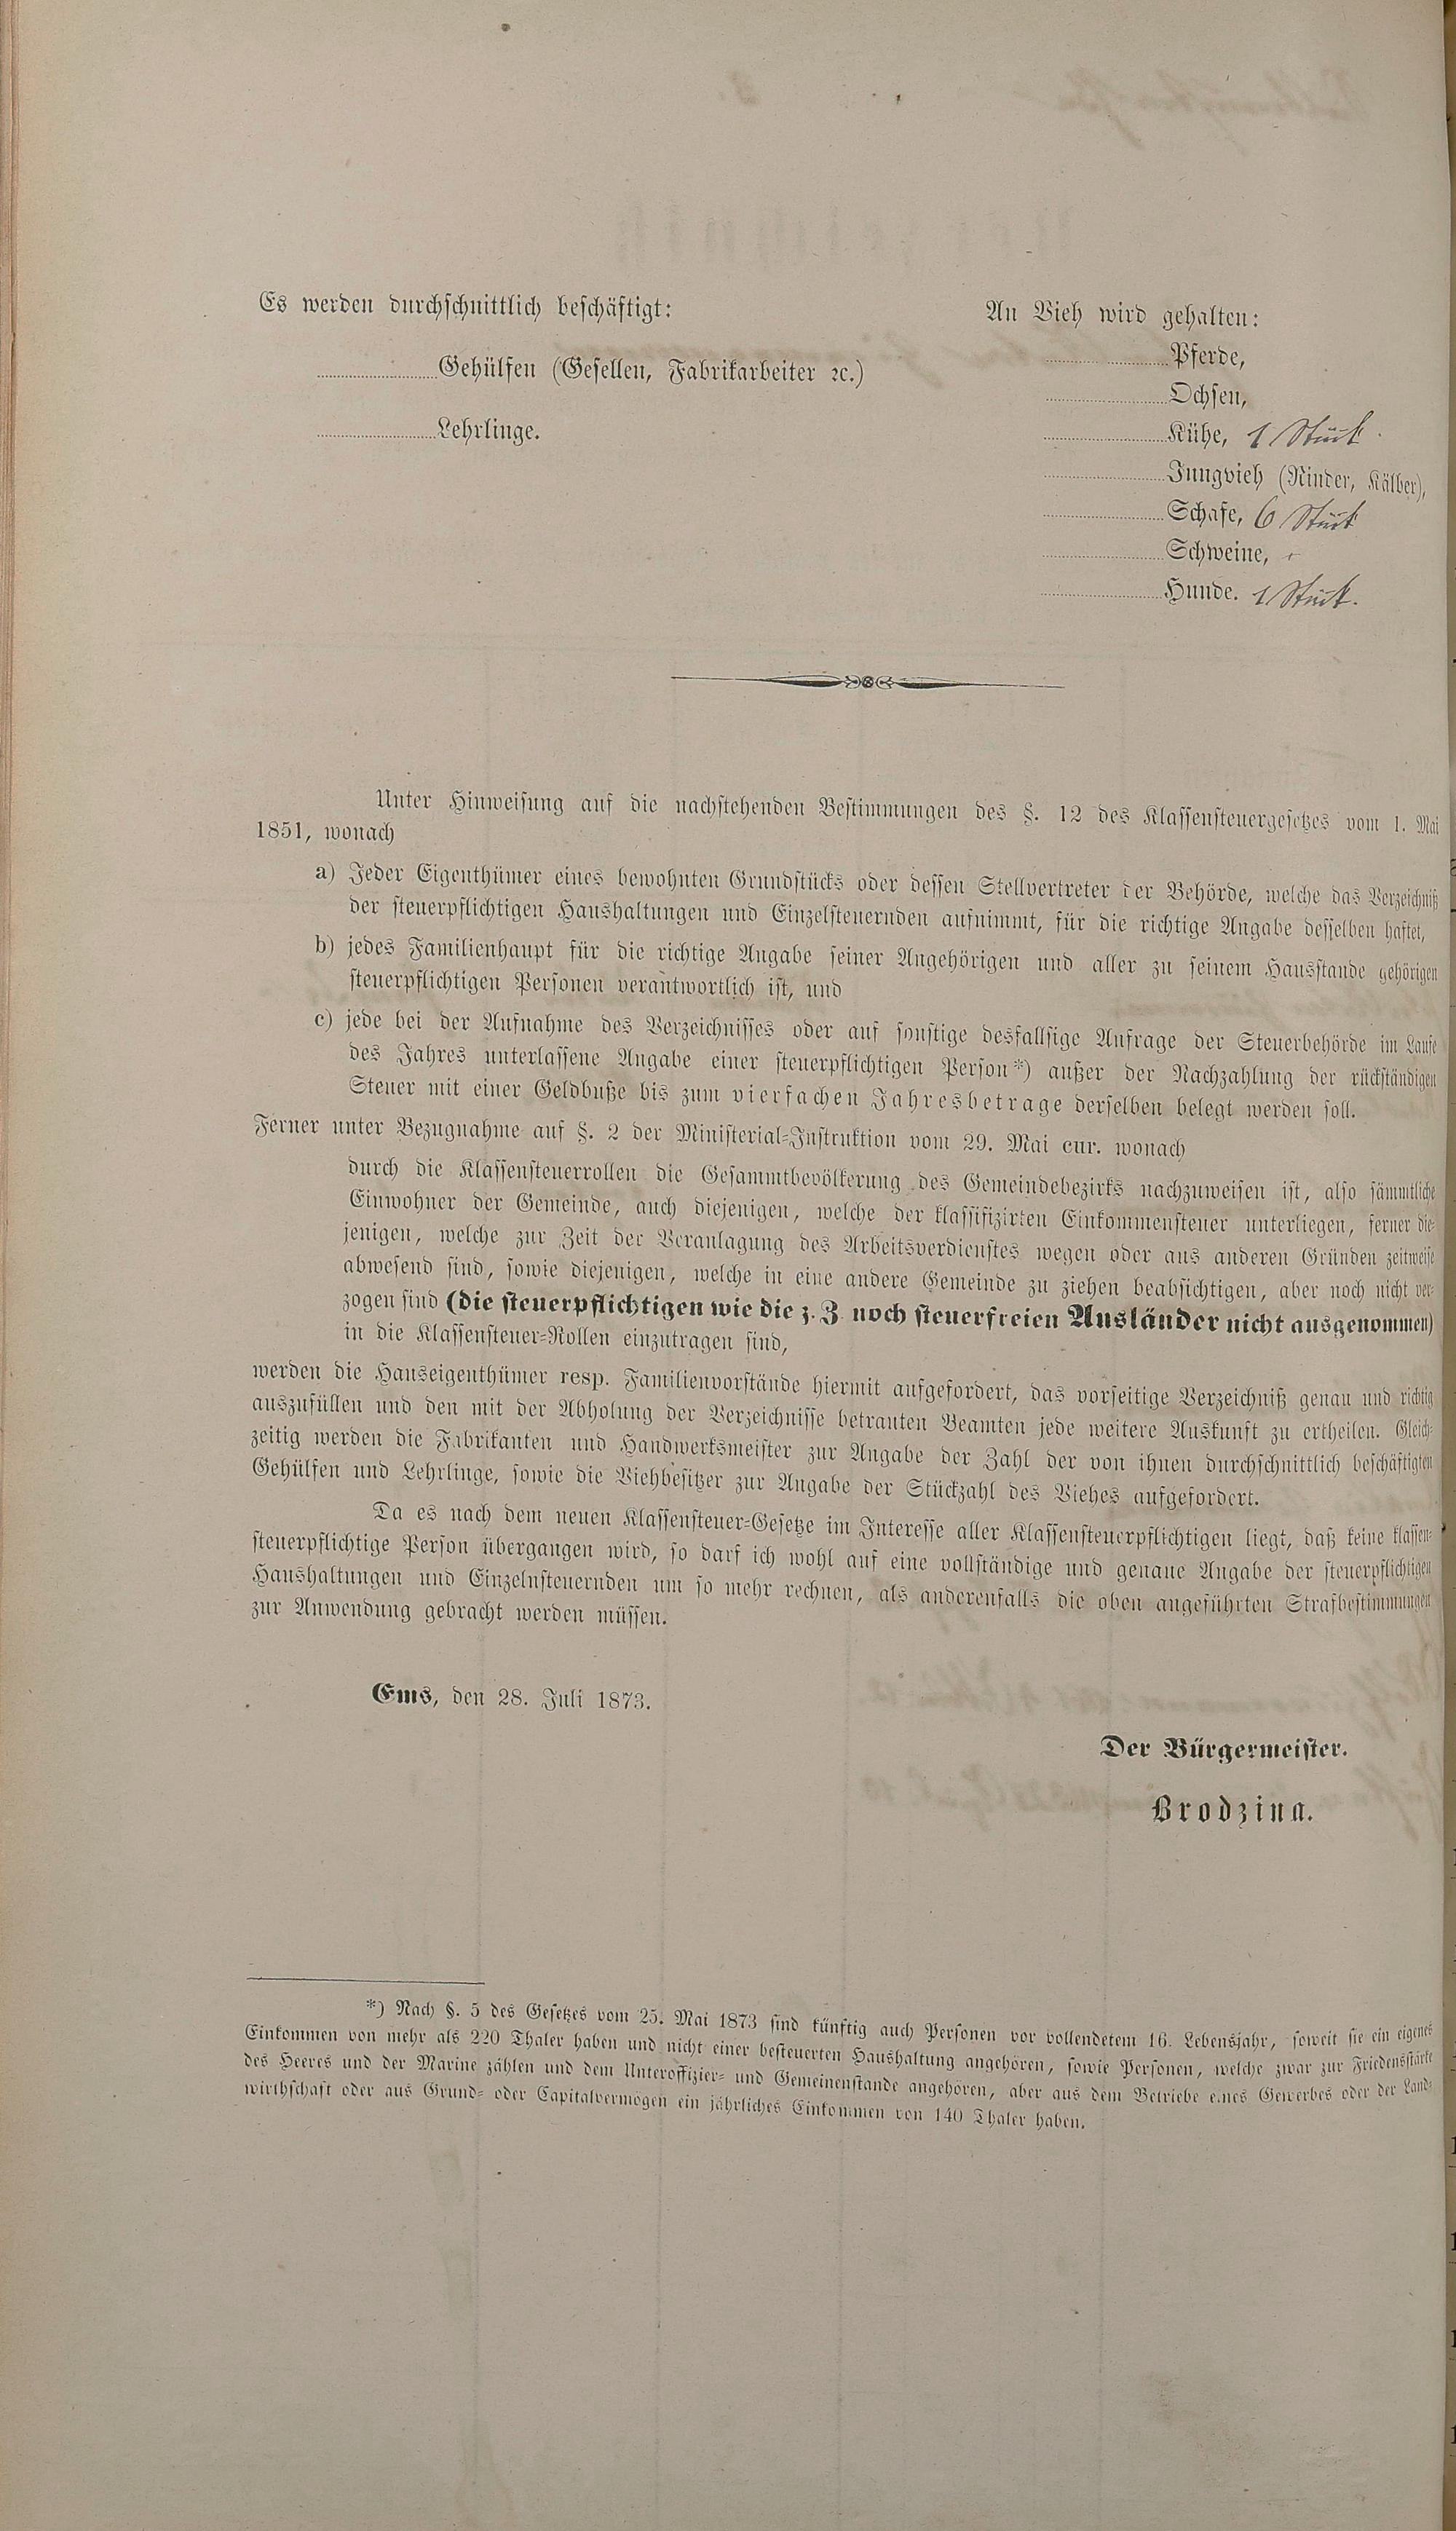 Es werden durchschnittlich beschäftigt:
Gehülfen (Gesellen, Fabrikarbeiter ꝛc.)
Lehrlinge.
An Vieh wird gehalten:
Pferde,
Ochsen,
Kühe, 1 Stück.
Jungvieh (Rinder, Kälber),
Schafe, 6 Stück
Schweine,
Hunde. 1 Stück.
Unter Hinweisung auf die nachstehenden Bestimmungen des §. 12 des Klassensteuergesetzes vom 1. Mai
1851, wonach
a) Jeder Eigenthümer eines bewohnten Grundstücks oder dessen Stellvertreter der Behörde, welche das Verzeichniß
der steuerpflichtigen Haushaltungen und Einzelsteuernden aufnimmt, für die richtige Angabe desselben haftet,
b) jedes Familienhaupt für die richtige Angabe seiner Angehörigen und aller zu seinem Hausstande gehörigen
steuerpflichtigen Personen verantwortlich ist, und
c) jede bei der Aufnahme des Verzeichnisses oder auf sonstige desfallsige Anfrage der Steuerbehörde im Laufe
des Jahres unterlassene Angabe einer steuerpflichtigen Person*) außer der Nachzahlung der rückständigen
Steuer mit einer Geldbuße bis zum vierfachen Jahresbetrage derselben belegt werden soll.
Ferner unter Bezugnahme auf §. 2 der Ministerial-Instruktion vom 29. Mai cur. wonach
durch die Klassensteuerrollen die Gesammtbevölkerung des Gemeindebezirks nachzuweisen ist, also sämmtliche
Einwohner der Gemeinde, auch diejenigen, welche der klassifizirten Einkommensteuer unterliegen, ferner die-
jenigen, welche zur Zeit der Veranlagung des Arbeitsverdienstes wegen oder aus anderen Gründen zeitweise
abwesend sind, sowie diejenigen, welche in eine andere Gemeinde zu ziehen beabsichtigen, aber noch nicht ver-
zogen sind (die steuerpflichtigen wie die z. Z. noch steuerfreien Ausländer nicht ausgenommen)
in die Klassensteuer-Rollen einzutragen sind,
werden die Hauseigenthümer resp. Familienvorstände hiermit aufgefordert, das vorseitige Verzeichniß genau und richtig
auszufüllen und den mit der Abholung der Verzeichnisse betrauten Beamten jede weitere Auskunft zu ertheilen. Gleich-
zeitig werden die Fabrikanten und Handwerksmeister zur Angabe der Zahl der von ihnen durchschnittlich beschäftigten
Gehülfen und Lehrlinge, sowie die Viehbesitzer zur Angabe der Stückzahl des Viehes aufgefordert.
Da es nach dem neuen Klassensteuer-Gesetze im Interesse aller Klassensteuerpflichtigen liegt, daß keine klassen-
steuerpflichtige Person übergangen wird, so darf ich wohl auf eine vollständige und genaue Angabe der steuerpflichtigen
Haushaltungen und Einzelnsteuernden um so mehr rechnen, als anderenfalls die oben angeführten Strafbestimmungen
zur Anwendung gebracht werden müssen.
Ems, den 28. Juli 1873.
Der Bürgermeister.
Brodzina.
*) Nach §. 5 des Gesetzes vom 25. Mai 1873 sind künftig auch Personen vor vollendetem 16. Lebensjahr, soweit sie ein eigenes
Einkommen von mehr als 220 Thaler haben und nicht einer besteuerten Haushaltung angehören, sowie Personen, welche zwar zur Friedensstärke
des Heeres und der Marine zählen und dem Unteroffizier- und Gemeinenstande angehören, aber aus dem Betriebe eines Gewerbes oder der Land-
wirthschaft oder aus Grund- oder Capitalvermögen ein jährliches Einkommen von 140 Thaler haben.